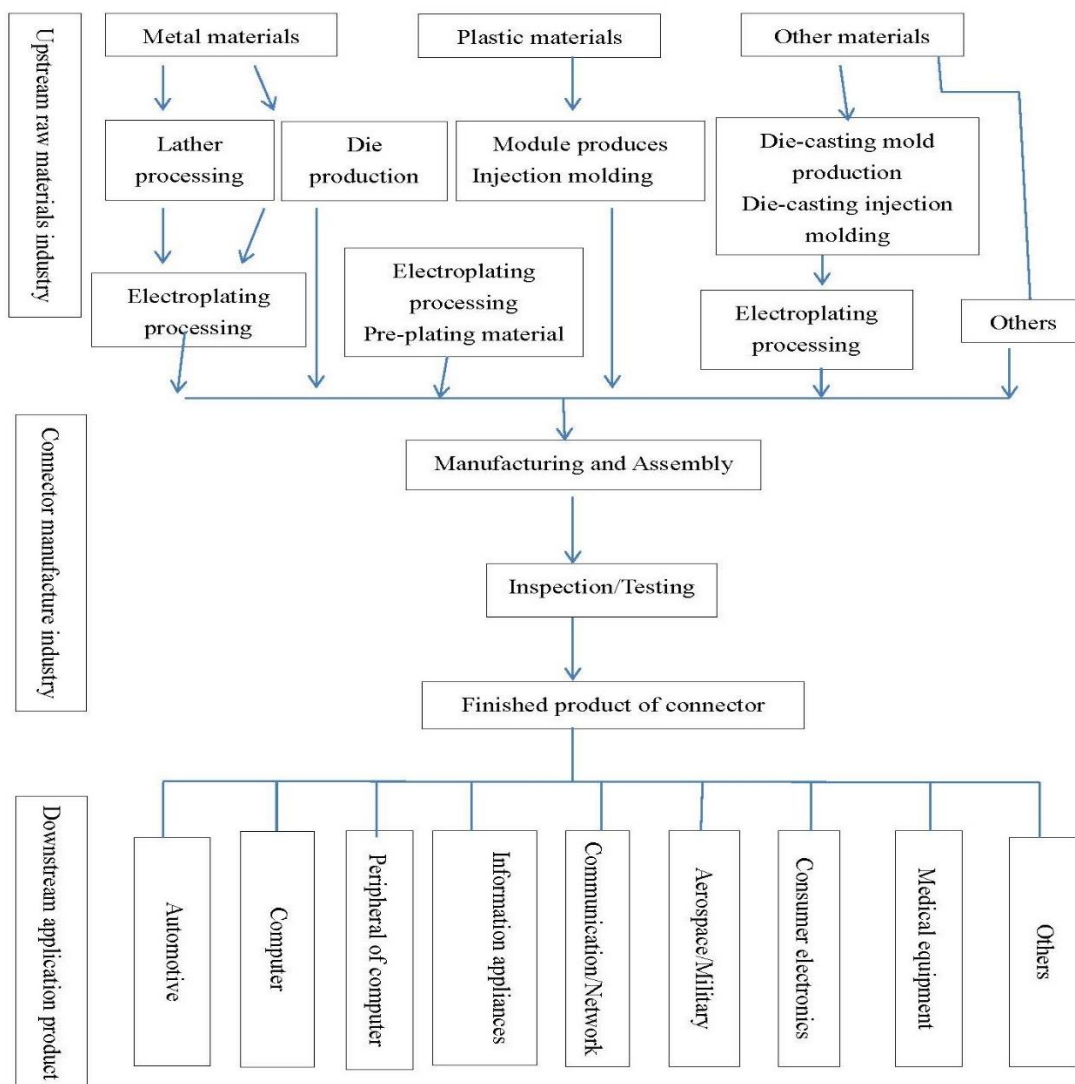 Upstream raw materials industry
Metal materials
Plastic materials
Other materials
Lather
processing
Die
production
Module produces
Injection molding
Die-casting mold
production
Die-casting injection
molding
Electroplating
processing
Electroplating
processing
Pre-plating material
Electroplating
processing
Others
Connector manufacture industry
Manufacturing and Assembly
Inspection/Testing
Finished product of connector
Downstream application product
Automotive
Computer
Peripheral of computer
Information appliances
Communication/Network
Aerospace/Military
Consumer electronics
Medical equipment
Others